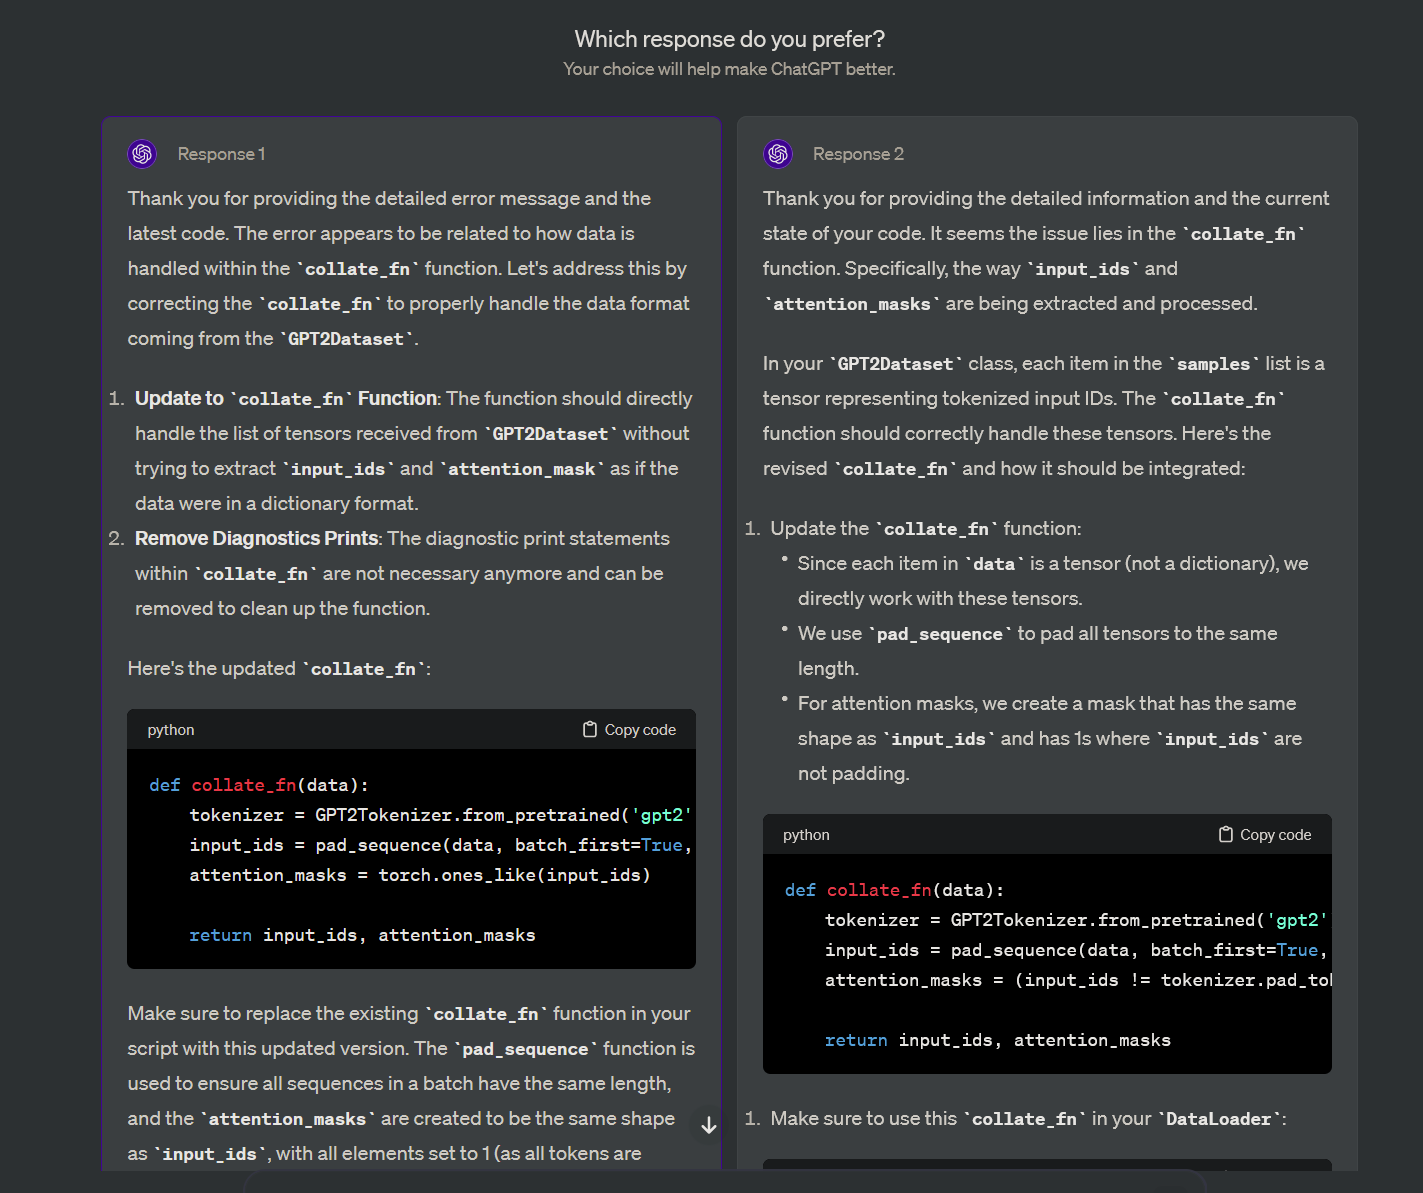 Which response do you prefer?
Your choice will help make ChatGPT better.
Response 1
Thank you for providing the detailed error message and the
latest code. The error appears to be related to how data is
handled within the `collate_fn` function. Let's address this by
correcting the `collate_fn` to properly handle the data format
coming from the `GPT2Dataset`.
1. Update to `collate_fn` Function: The function should directly
handle the list of tensors received from `GPT2Dataset` without
trying to extract `input_ids` and `attention_mask` as if the
data were in a dictionary format.
2. Remove Diagnostics Prints: The diagnostic print statements
within `collate_fn` are not necessary anymore and can be
removed to clean up the function.
Here's the updated `collate_fn`:
python
Copy code
def collate_fn(data):
tokenizer = GPT2Tokenizer.from_pretrained('gpt2'
input_ids = pad_sequence(data, batch_first=True,
attention_masks = torch.ones_like(input_ids)
return input_ids, attention_masks
Make sure to replace the existing `collate_fn` function in your
script with this updated version. The `pad_sequence` function is
used to ensure all sequences in a batch have the same length,
and the `attention_masks` are created to be the same shape
as `input_ids`, with all elements set to 1 (as all tokens are
Response 2
Thank you for providing the detailed information and the current
state of your code. It seems the issue lies in the `collate_fn`
function. Specifically, the way `input_ids` and
`attention_masks` are being extracted and processed.
In your `GPT2Dataset` class, each item in the `samples` list is a
tensor representing tokenized input IDs. The `collate_fn`
function should correctly handle these tensors. Here's the
revised `collate_fn` and how it should be integrated:
1. Update the `collate_fn` function:
• Since each item in `data` is a tensor (not a dictionary), we
directly work with these tensors.
• We use `pad_sequence` to pad all tensors to the same
length.
• For attention masks, we create a mask that has the same
shape as `input_ids` and has 1s where `input_ids` are
not padding.
python
Copy code
def collate_fn(data):
tokenizer = GPT2Tokenizer.from_pretrained('gpt2'
input_ids = pad_sequence(data, batch_first=True,
attention_masks = (input_ids != tokenizer.pad_to
return input_ids, attention_masks
1. Make sure to use this `collate_fn` in your `DataLoader`: